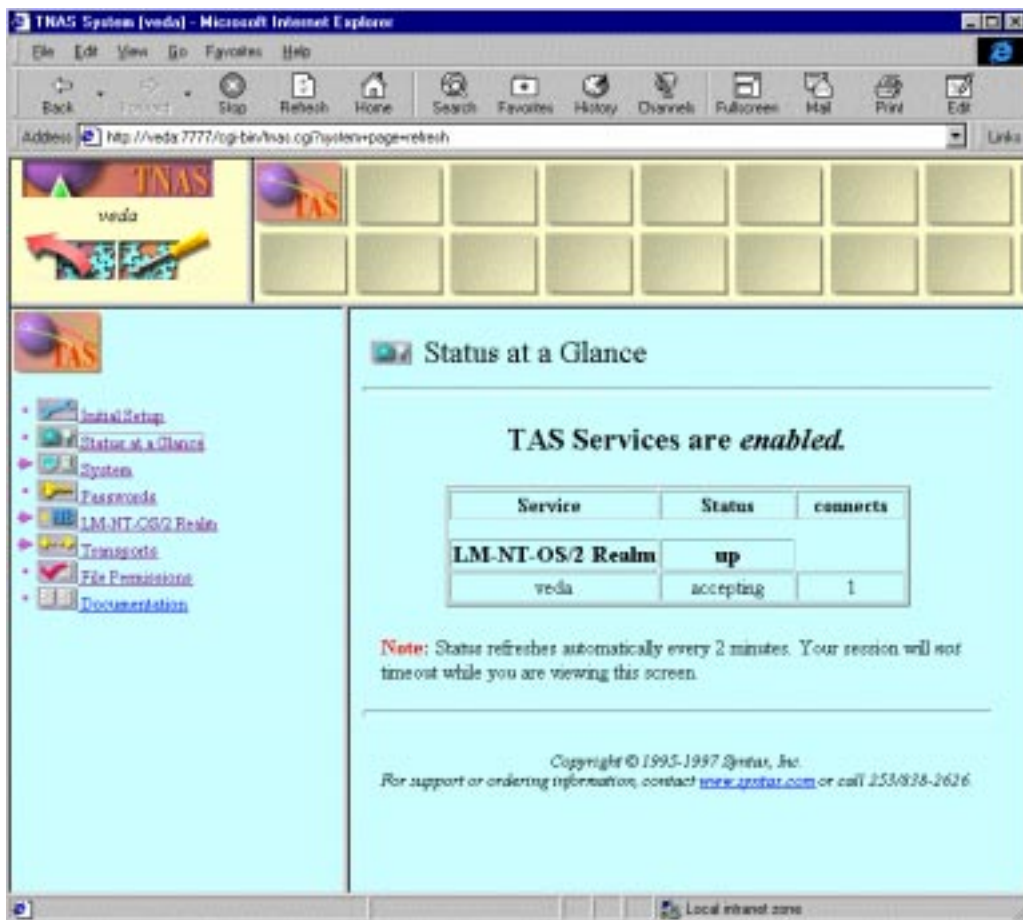 TNAS System (veda) - Microsoft Internet Explorer
File Edit View Go Favorites Help
Back Forward Stop Refresh Home Search Favorites History Channels Fullscreen Mail Print Edit
Address http://veda:7777/cgi-bin/tnas.cgi?system+page=refresh Links
TNAS
veda
TAS
TAS
Initial Setup
Status at a Glance
System
Passwords
LM-NT-OS/2 Realm
Transports
File Permissions
Documentation
Status at a Glance
TAS Services are enabled.
Service Status connects
LM-NT-OS/2 Realm up
veda accepting 1
Note: Status refreshes automatically every 2 minutes. Your session will not
timeout while you are viewing this screen.
Copyright © 1995-1997 Syntax, Inc.
For support or ordering information, contact www.syntax.com or call 253/838-2626.
Local intranet zone